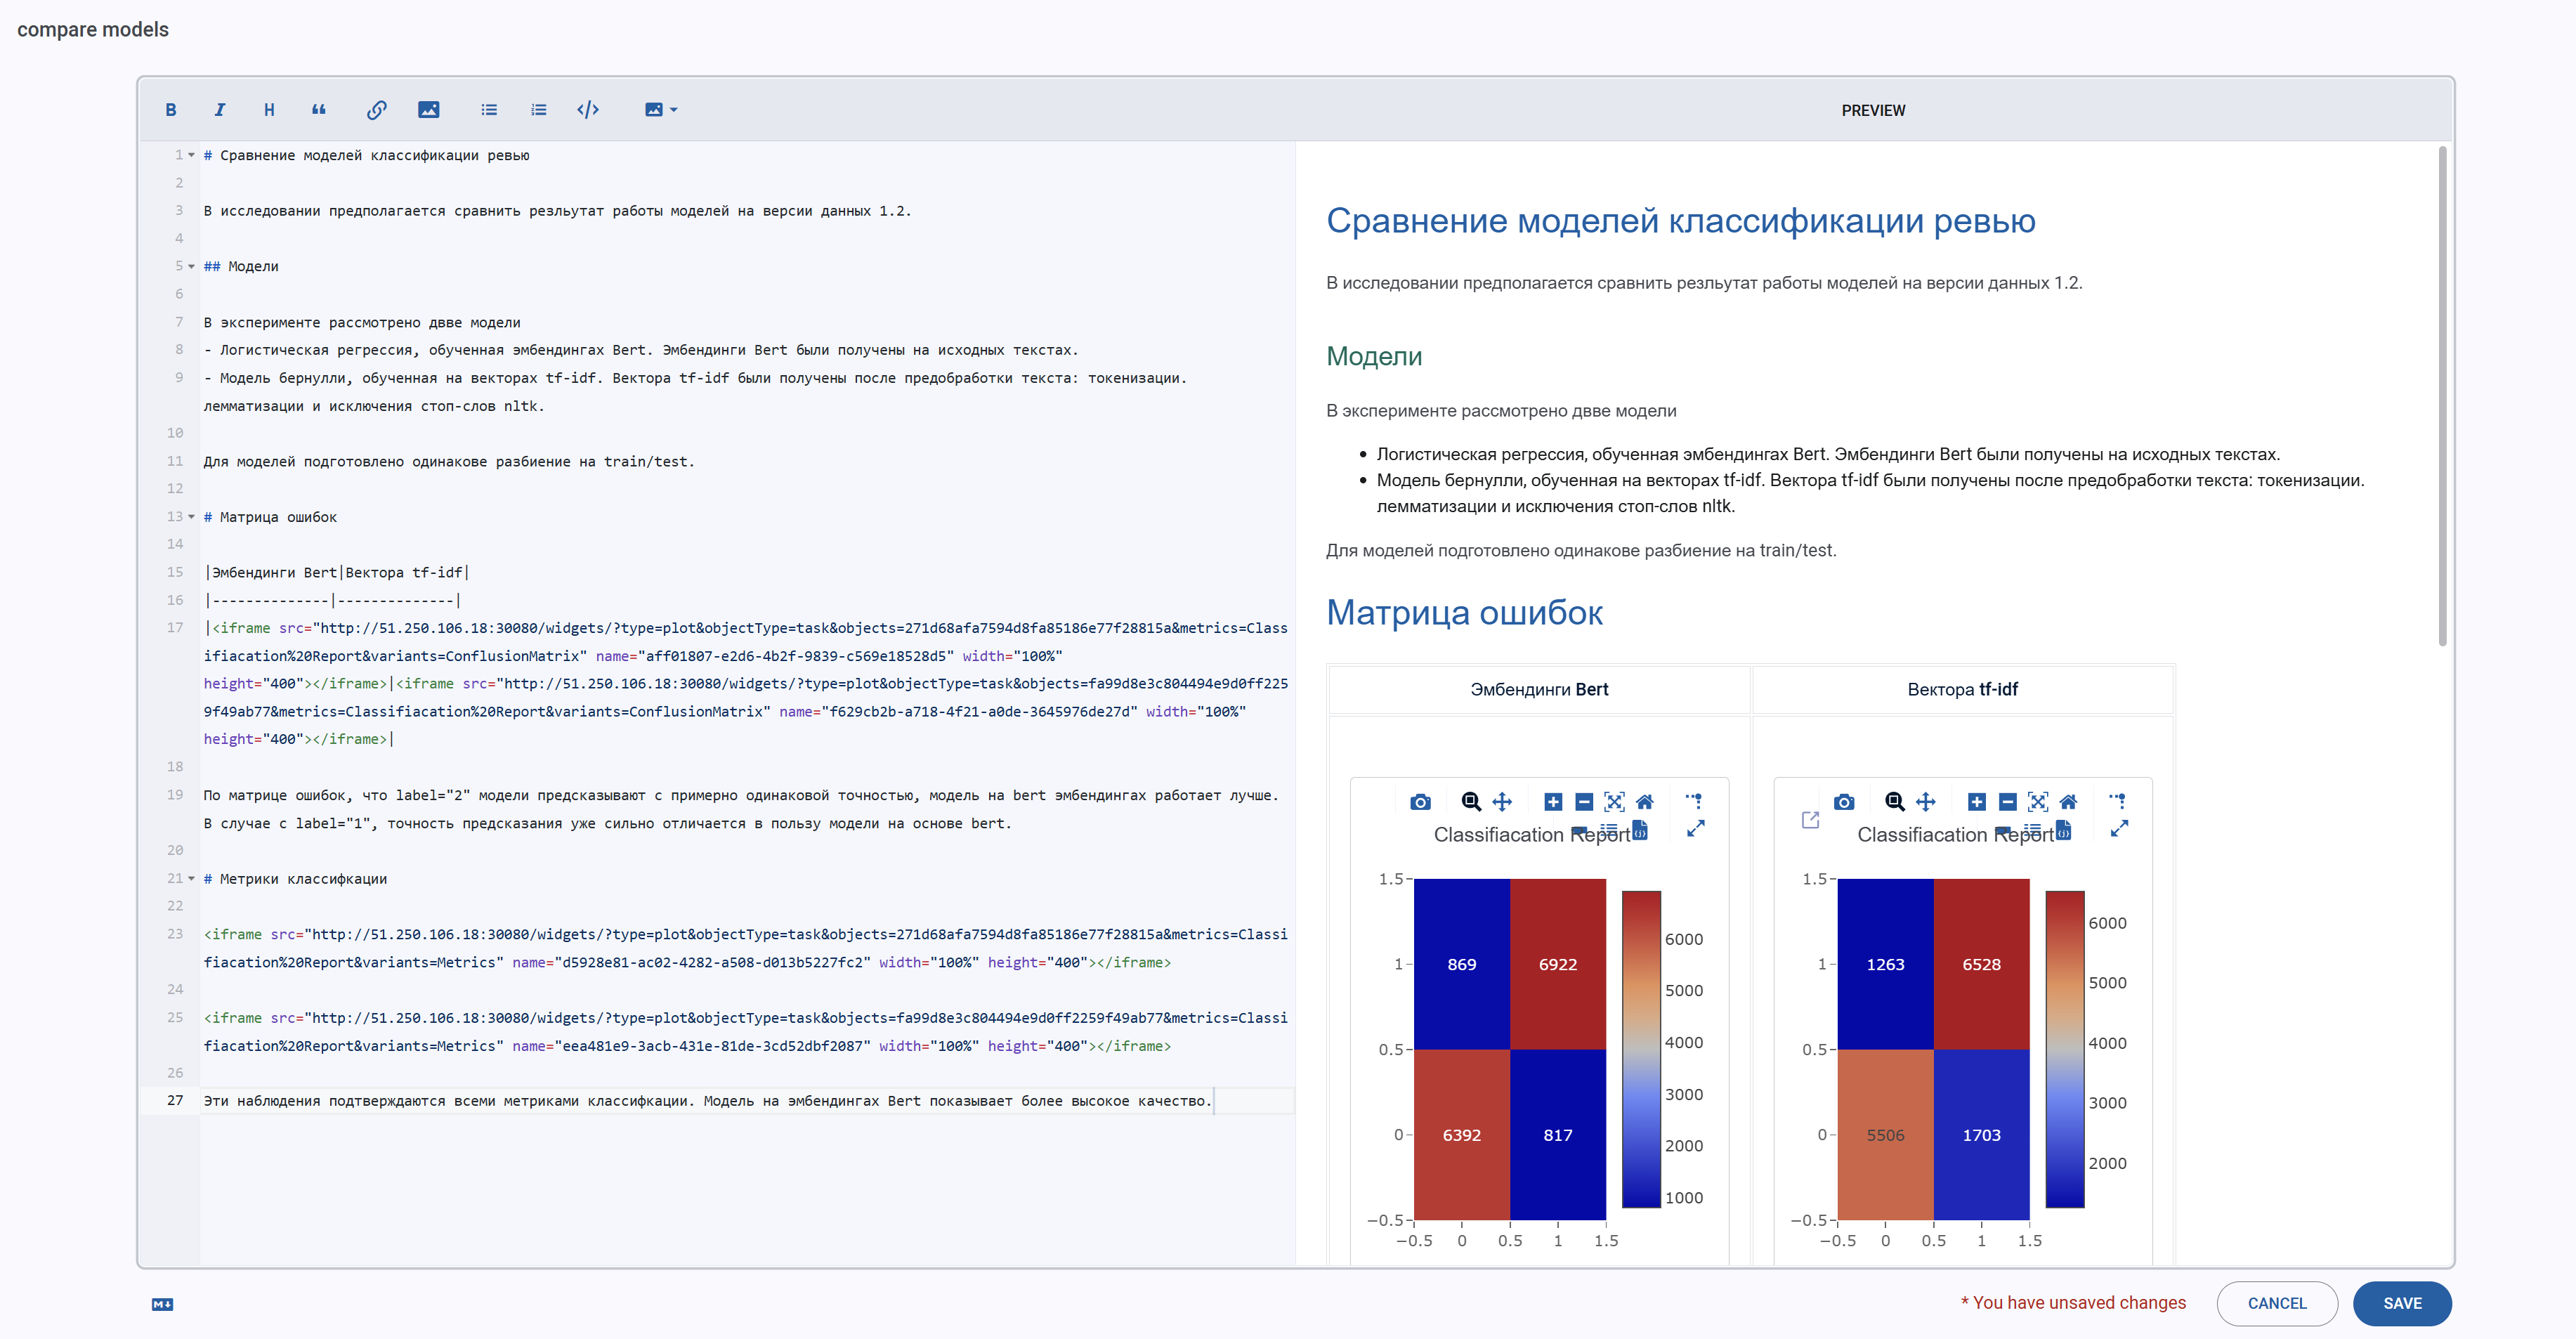 compare models
B I H
PREVIEW
1 # Сравнение моделей классификации ревью
2
3 В исследовании предполагается сравнить резльутат работы моделей на версии данных 1.2.
4
5 ## Модели
6
7 В эксперименте рассмотрено двве модели
8 - Логистическая регрессия, обученная эмбендингах Bert. Эмбендинги Bert были получены на исходных текстах.
9 - Модель бернулли, обученная на векторах tf-idf. Вектора tf-idf были получены после предобработки текста: токенизации.
лемматизации и исключения стоп-слов nltk.
10
11 Для моделей подготовлено одинакове разбиение на train/test.
12
13 # Матрица ошибок
14
15 |Эмбендинги Bert|Вектора tf-idf|
16 |--------------|--------------|
17 |<iframe src="http://51.250.106.18:30080/widgets/?type=plot&objectType=task&objects=271d68afa7594d8fa85186e77f28815a&metrics=Class
ifiacation%20Report&variants=ConflusionMatrix" name="aff01807-e2d6-4b2f-9839-c569e18528d5" width="100%"
height="400"></iframe>|<iframe src="http://51.250.106.18:30080/widgets/?type=plot&objectType=task&objects=fa99d8e3c804494e9d0ff225
9f49ab77&metrics=Classifiacation%20Report&variants=ConflusionMatrix" name="f629cb2b-a718-4f21-a0de-3645976de27d" width="100%"
height="400"></iframe>|
18
19 По матрице ошибок, что label="2" модели предсказывают с примерно одинаковой точностью, модель на bert эмбендингах работает лучше.
В случае с label="1", точность предсказания уже сильно отличается в пользу модели на основе bert.
20
21 # Метрики классифкации
22
23 <iframe src="http://51.250.106.18:30080/widgets/?type=plot&objectType=task&objects=271d68afa7594d8fa85186e77f28815a&metrics=Classi
fiacation%20Report&variants=Metrics" name="d5928e81-ac02-4282-a508-d013b5227fc2" width="100%" height="400"></iframe>
24
25 <iframe src="http://51.250.106.18:30080/widgets/?type=plot&objectType=task&objects=fa99d8e3c804494e9d0ff2259f49ab77&metrics=Classi
fiacation%20Report&variants=Metrics" name="eea481e9-3acb-431e-81de-3cd52dbf2087" width="100%" height="400"></iframe>
26
27 Эти наблюдения подтверждаются всеми метриками классифкации. Модель на эмбендингах Bert показывает более высокое качество.
Сравнение моделей классификации ревью
В исследовании предполагается сравнить резльутат работы моделей на версии данных 1.2.
Модели
В эксперименте рассмотрено двве модели
• Логистическая регрессия, обученная эмбендингах Bert. Эмбендинги Bert были получены на исходных текстах.
• Модель бернулли, обученная на векторах tf-idf. Вектора tf-idf были получены после предобработки текста: токенизации.
лемматизации и исключения стоп-слов nltk.
Для моделей подготовлено одинакове разбиение на train/test.
Матрица ошибок
Эмбендинги Bert Вектора tf-idf
Classifiacation Report
1.5
1 869 6922
0.5
0 6392 817
−0.5
−0.5 0 0.5 1 1.5
6000
5000
4000
3000
2000
1000
Classifiacation Report
1.5
1 1263 6528
0.5
0 5506 1703
−0.5
−0.5 0 0.5 1 1.5
6000
5000
4000
3000
2000
M
* You have unsaved changes CANCEL SAVE